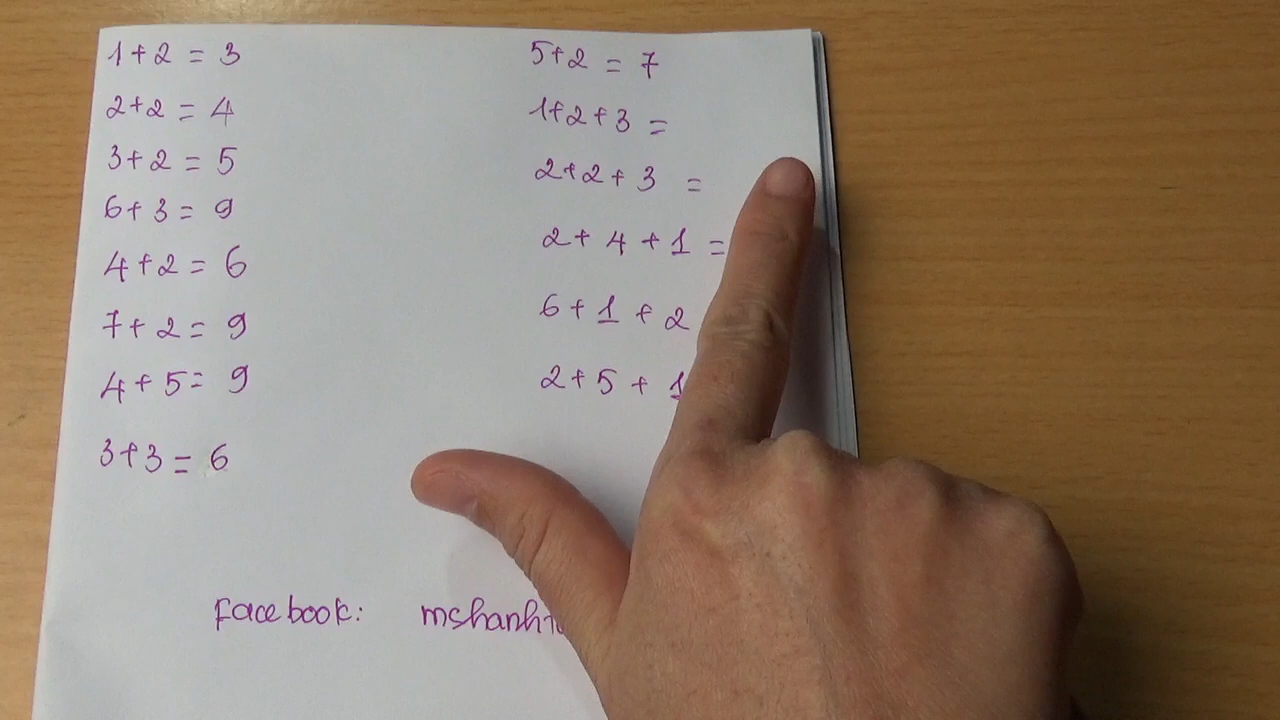 1+2 = 3
2+2 = 4
3+2 = 5
6+3 = 9
4+2 = 6
7+2 = 9
4+5 = 9
3+3 = 6
5+2 = 7
1+2+3 =
2+2+3 =
2+4+1 =
6+1+2
2+5+1
Facebook: